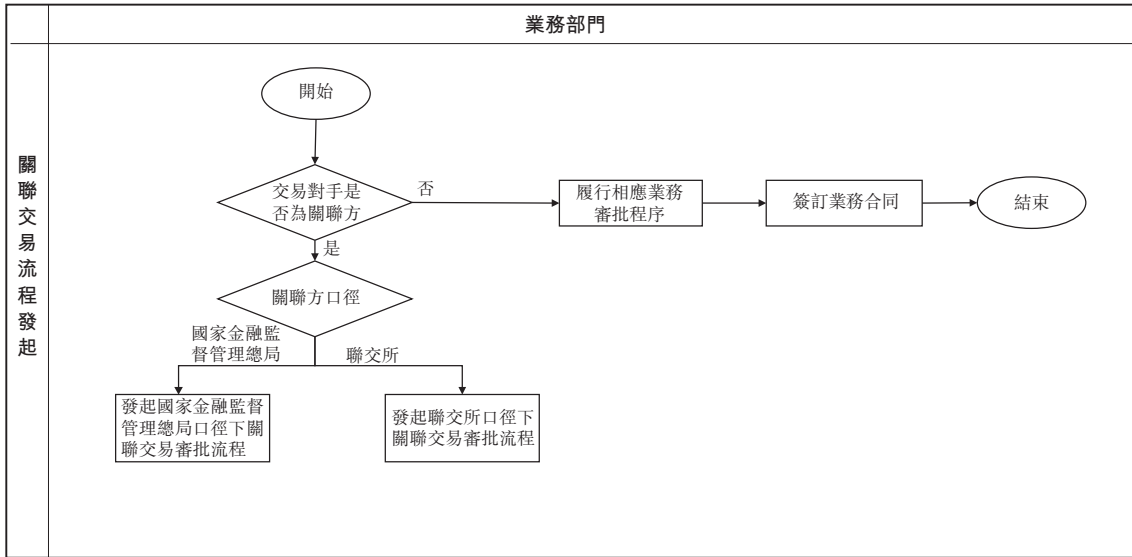 業務部門
關聯交易流程發起
開始
交易對手是
否為關聯方
否
履行相應業務
審批程序
簽訂業務合同
結束
是
關聯方口徑
國家金融監
督管理總局
聯交所
發起國家金融監督
管理總局口徑下關
聯交易審批流程
發起聯交所口徑下
關聯交易審批流程